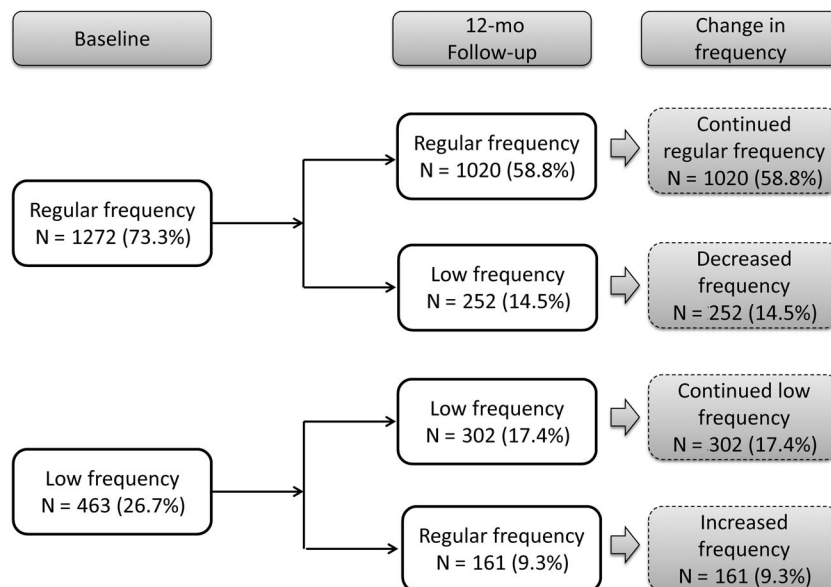 Baseline
12-mo
Follow-up
Change in
frequency
Regular frequency
N = 1272 (73.3%)
Regular frequency
N = 1020 (58.8%)
Continued
regular frequency
N = 1020 (58.8%)
Low frequency
N = 252 (14.5%)
Decreased
frequency
N = 252 (14.5%)
Low frequency
N = 463 (26.7%)
Low frequency
N = 302 (17.4%)
Continued low
frequency
N = 302 (17.4%)
Regular frequency
N = 161 (9.3%)
Increased
frequency
N = 161 (9.3%)